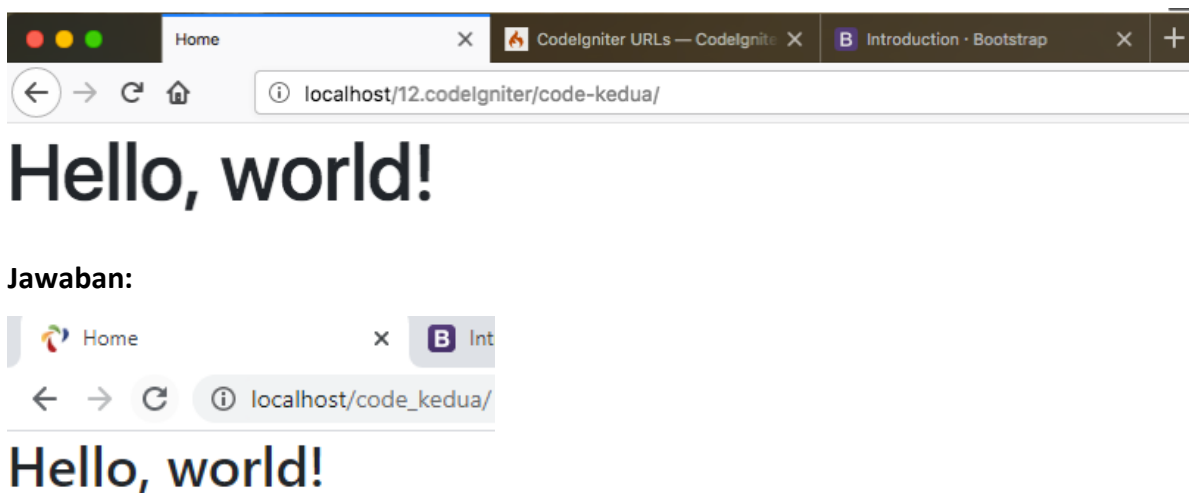 Home CodeIgniter URLs — CodeIgnite Introduction · Bootstrap
localhost/12.codeIgniter/code-kedua/
Hello, world!
Jawaban:
Home B Int
localhost/code_kedua/
Hello, world!